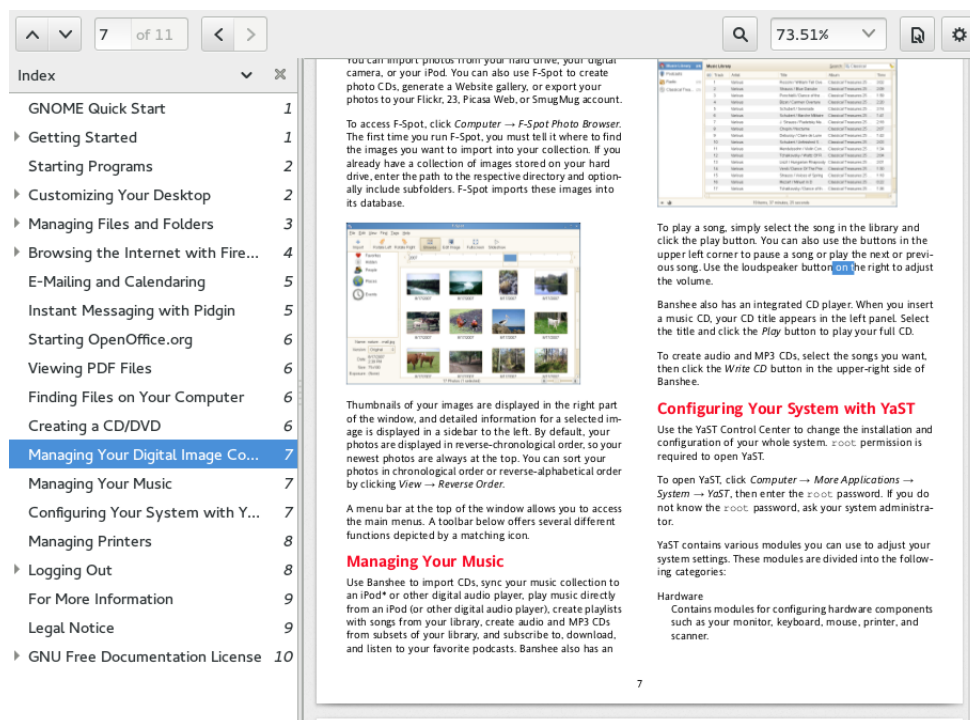 7
of 11
73.51%
Index
GNOME Quick Start 1
Getting Started 1
Starting Programs 2
Customizing Your Desktop 2
Managing Files and Folders 3
Browsing the Internet with Fire... 4
E-Mailing and Calendaring 5
Instant Messaging with Pidgin 5
Starting OpenOffice.org 6
Viewing PDF Files 6
Finding Files on Your Computer 6
Creating a CD/DVD 6
Managing Your Digital Image Co... 7
Managing Your Music 7
Configuring Your System with Y... 7
Managing Printers 8
Logging Out 8
For More Information 9
Legal Notice 9
GNU Free Documentation License 10
You can import photos from your hard drive, your digital
camera, or your iPod. You can also use F-Spot to create
photo CDs, generate a Website gallery, or export your
photos to your Flickr, 23, Picasa Web, or SmugMug account.
To access F-Spot, click Computer → F-Spot Photo Browser.
The first time you run F-Spot, you must tell it where to find
the images you want to import into your collection. If you
already have a collection of images stored on your hard
drive, enter the path to the respective directory and option-
ally include subfolders. F-Spot imports these images into
its database.
Thumbnails of your images are displayed in the right part
of the window, and detailed information for a selected im-
age is displayed in a sidebar to the left. By default, your
photos are displayed in reverse-chronological order, so your
newest photos are always at the top. You can sort your
photos in chronological order or reverse-alphabetical order
by clicking View → Reverse Order.
A menu bar at the top of the window allows you to access
the main menus. A toolbar below offers several different
functions depicted by a matching icon.
Managing Your Music
Use Banshee to import CDs, sync your music collection to
an iPod* or other digital audio player, play music directly
from an iPod (or other digital audio player), create playlists
with songs from your library, create audio and MP3 CDs
from subsets of your library, and subscribe to, download,
and listen to your favorite podcasts. Banshee also has an
To play a song, simply select the song in the library and
click the play button. You can also use the buttons in the
upper left corner to pause a song or play the next or previ-
ous song. Use the loudspeaker button on the right to adjust
the volume.
Banshee also has an integrated CD player. When you insert
a music CD, your CD title appears in the left panel. Select
the title and click the Play button to play your full CD.
To create audio and MP3 CDs, select the songs you want,
then click the Write CD button in the upper-right side of
Banshee.
Configuring Your System with YaST
Use the YaST Control Center to change the installation and
configuration of your whole system. root permission is
required to open YaST.
To open YaST, click Computer → More Applications →
System → YaST, then enter the root password. If you do
not know the root password, ask your system administra-
tor.
YaST contains various modules you can use to adjust your
system settings. These modules are divided into the follow-
ing categories:
Hardware
Contains modules for configuring hardware components
such as your monitor, keyboard, mouse, printer, and
scanner.
7